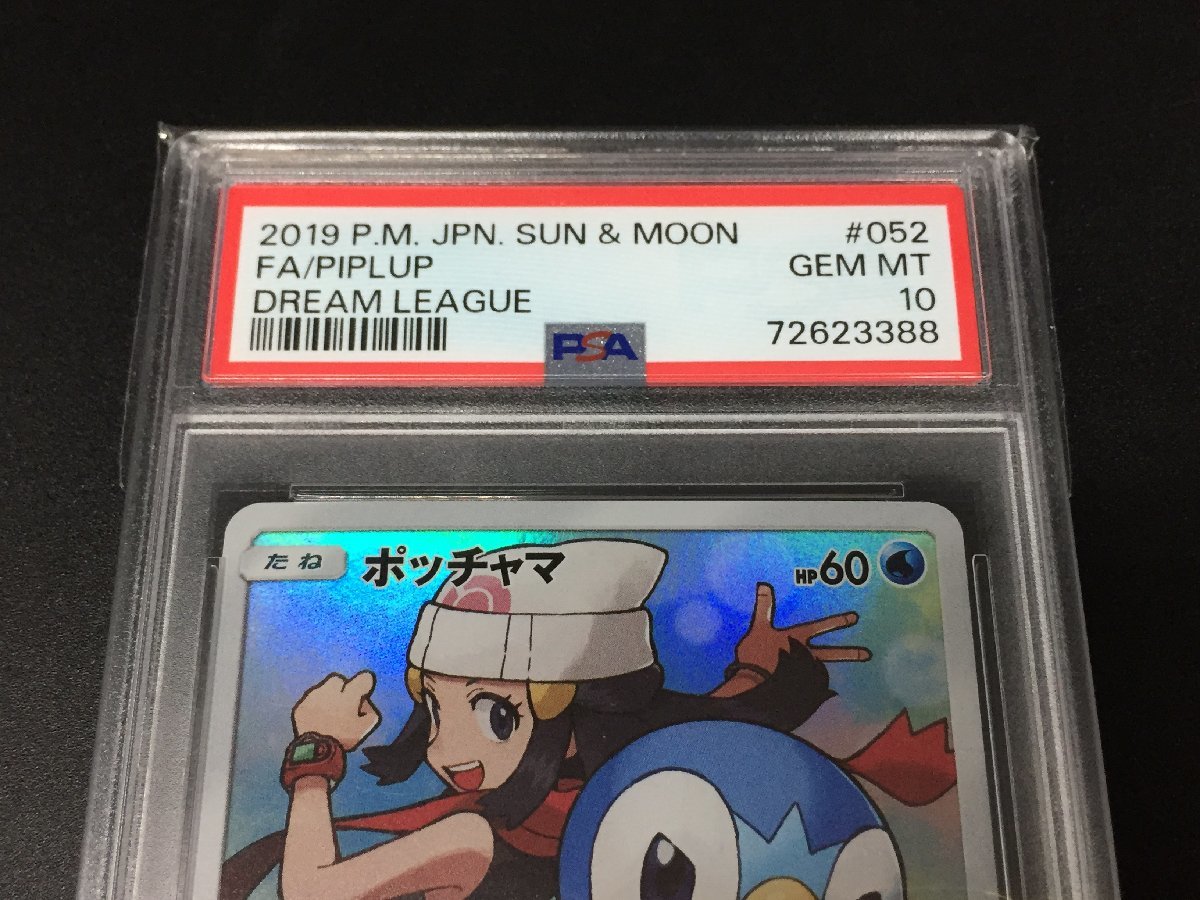 2019 P.M. JPN. SUN & MOON #052
FA/PIPLUP GEM MT
DREAM LEAGUE 10
PSA 72623388
たね ポッチャマ HP60